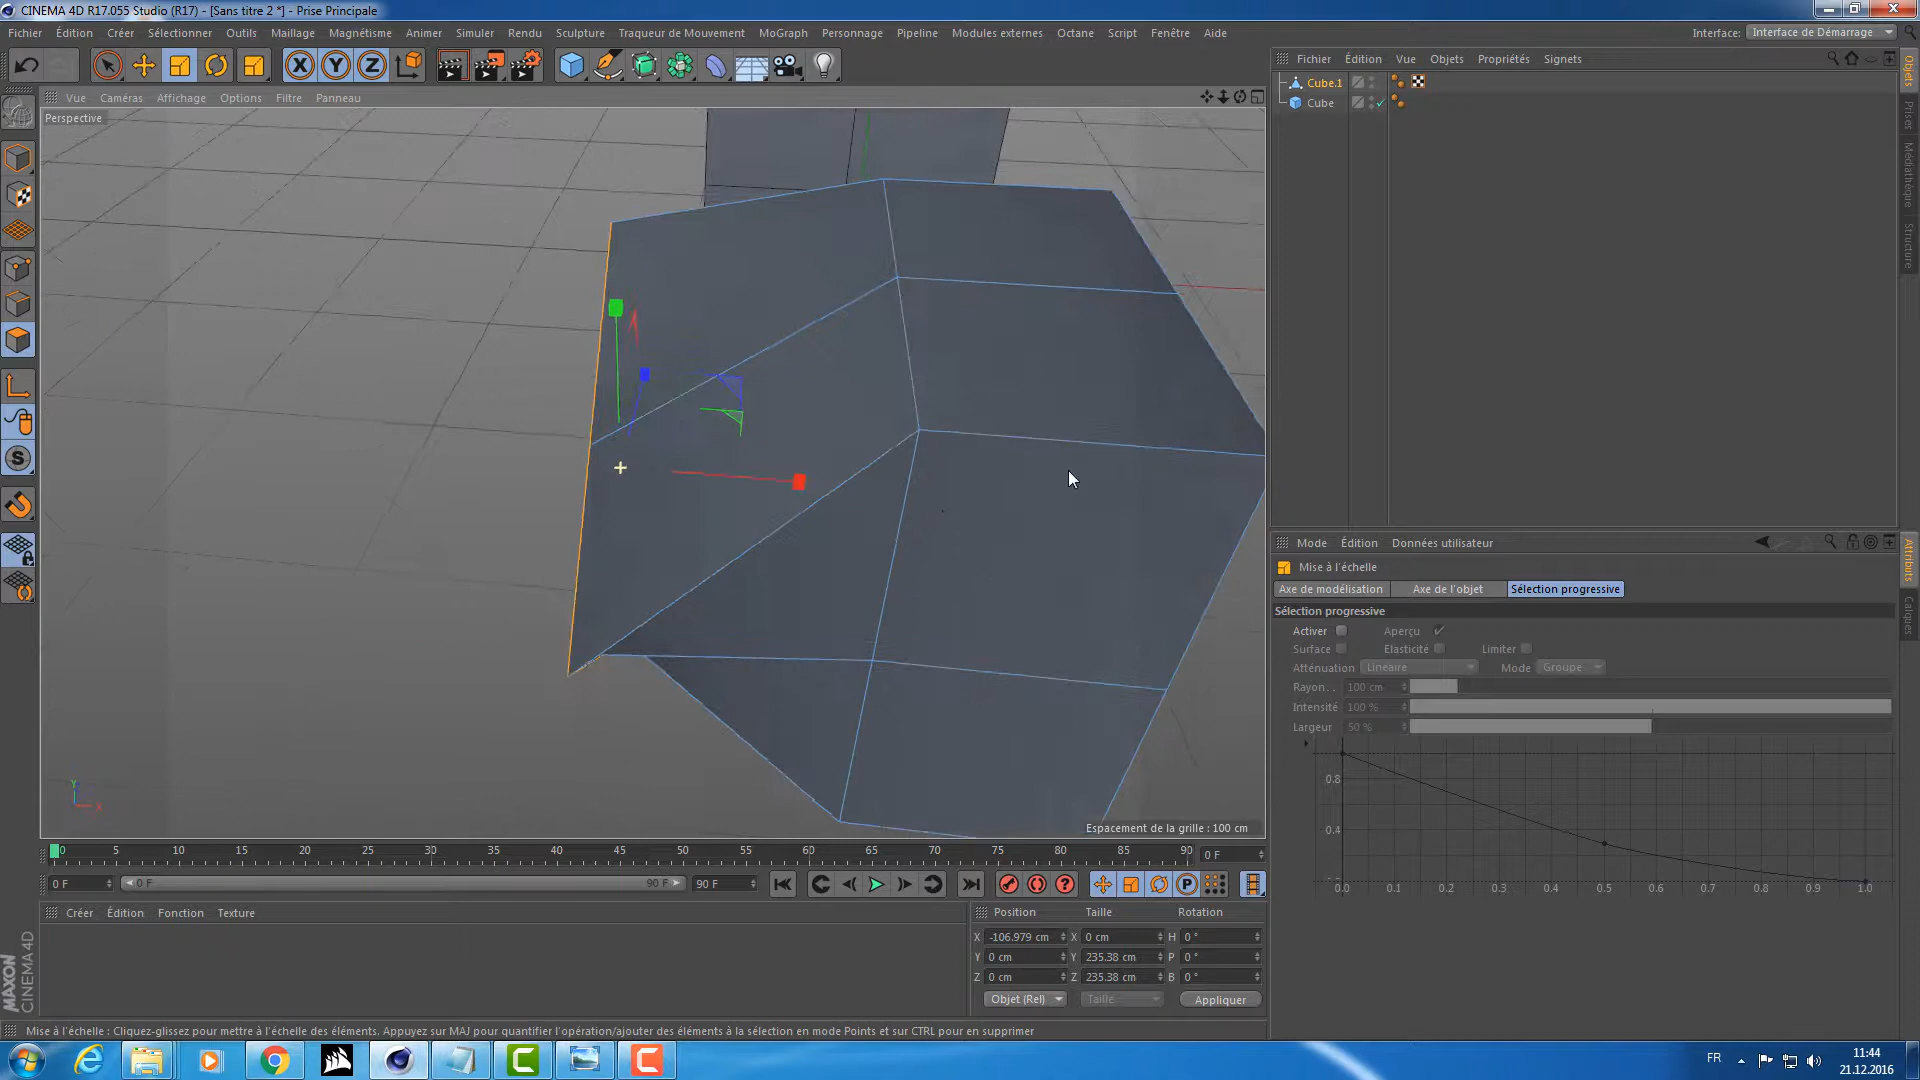 CINEMA 4D R17.055 Studio (R17) - [Sans titre 2 *] - Prise Principale
Fichier Édition Créer Sélectionner Outils Maillage Magnétisme Animer Simuler Rendu Sculpture Traqueur de Mouvement MoGraph Personnage Pipeline Modules externes Octane Script Fenêtre Aide Interface: Interface de Démarrage
X Y Z
Fichier Édition Vue Objets Propriétés Signets
Objets
Prises
Médiathèque
Structure
Cube.1
Cube
Vue Caméras Affichage Options Filtre Panneau
Perspective
S
Y
X
Espacement de la grille : 100 cm
Mode Édition Données utilisateur
Attributs
Calques
Mise à l'échelle
Axe de modélisation Axe de l'objet Sélection progressive
Sélection progressive
Activer Aperçu
Surface Elasticité Limiter
Atténuation Linéaire Mode Groupe
Rayon . . 100 cm
Intensité 100 %
Largeur 50 %
0.8
0.4
0.0 0.1 0.2 0.3 0.4 0.5 0.6 0.7 0.8 0.9 1.0
0 5 10 15 20 25 30 35 40 45 50 55 60 65 70 75 80 85 90 0 F
0 F 0 F 90 F 90 F
P
Créer Édition Fonction Texture
Position Taille Rotation
X -106.979 cm X 0 cm H 0 °
Y 0 cm Y 235.38 cm P 0 °
Z 0 cm Z 235.38 cm B 0 °
Objet (Rel) Taille Appliquer
MAXON
CINEMA 4D
Mise à l'échelle : Cliquez-glissez pour mettre à l'échelle des éléments. Appuyez sur MAJ pour quantifier l'opération/ajouter des éléments à la sélection en mode Points et sur CTRL pour en supprimer
FR
11:44
21.12.2016